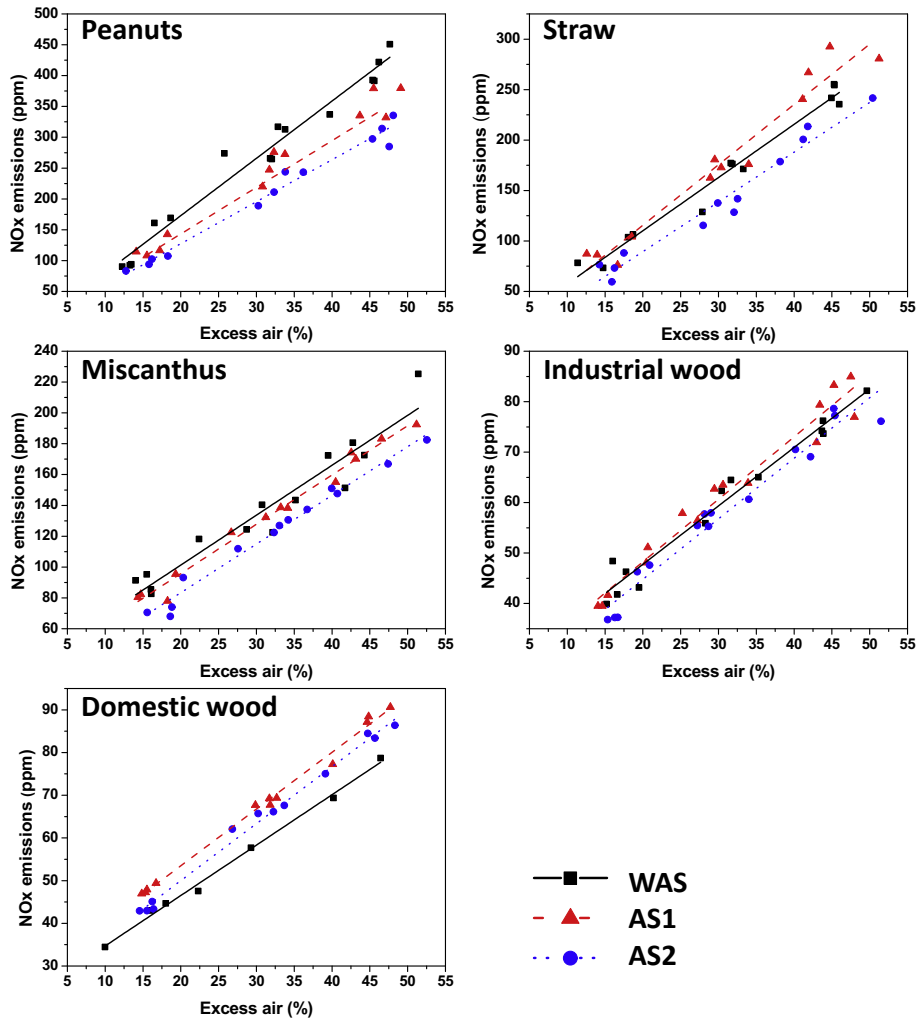 Peanuts
NOx emissions (ppm)
450
400
350
300
250
200
150
100
50
5 10 15 20 25 30 35 40 45 50 55
Excess air (%)
Straw
NOx emissions (ppm)
300
250
200
150
100
50
5 10 15 20 25 30 35 40 45 50 55
Excess air (%)
Miscanthus
NOx emissions (ppm)
240
220
200
180
160
140
120
100
80
60
5 10 15 20 25 30 35 40 45 50 55
Excess air (%)
Industrial wood
NOx emissions (ppm)
90
80
70
60
50
40
5 10 15 20 25 30 35 40 45 50 55
Excess air (%)
Domestic wood
NOx emissions (ppm)
90
80
70
60
50
40
30
5 10 15 20 25 30 35 40 45 50 55
Excess air (%)
WAS
AS1
AS2